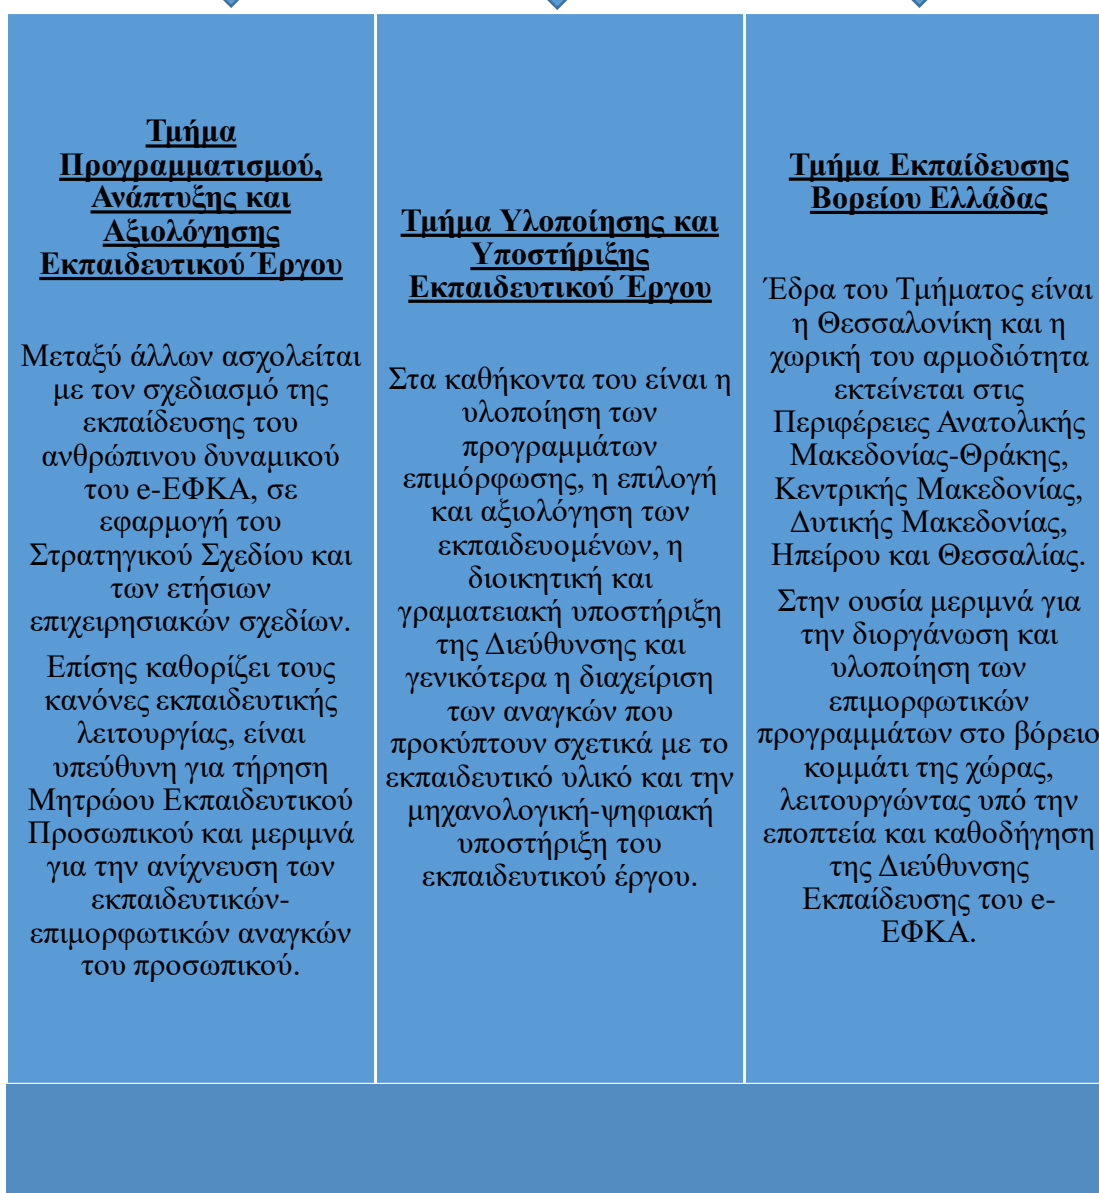 Τμήμα
Προγραμματισμού,
Ανάπτυξης και
Αξιολόγησης
Εκπαιδευτικού Έργου
Μεταξύ άλλων ασχολείται
με τον σχεδιασμό της
εκπαίδευσης του
ανθρώπινου δυναμικού
του e-ΕΦΚΑ, σε
εφαρμογή του
Στρατηγικού Σχεδίου και
των ετήσιων
επιχειρησιακών σχεδίων.
Επίσης καθορίζει τους
κανόνες εκπαιδευτικής
λειτουργίας, είναι
υπεύθυνη για τήρηση
Μητρώου Εκπαιδευτικού
Προσωπικού και μεριμνά
για την ανίχνευση των
εκπαιδευτικών-
επιμορφωτικών αναγκών
του προσωπικού.
Τμήμα Υλοποίησης και
Υποστήριξης
Εκπαιδευτικού Έργου
Στα καθήκοντα του είναι η
υλοποίηση των
προγραμμάτων
επιμόρφωσης, η επιλογή
και αξιολόγηση των
εκπαιδευομένων, η
διοικητική και
γραματειακή υποστήριξη
της Διεύθυνσης και
γενικότερα η διαχείριση
των αναγκών που
προκύπτουν σχετικά με το
εκπαιδευτικό υλικό και την
μηχανολογική-ψηφιακή
υποστήριξη του
εκπαιδευτικού έργου.
Τμήμα Εκπαίδευσης
Βορείου Ελλάδας
Έδρα του Τμήματος είναι
η Θεσσαλονίκη και η
χωρική του αρμοδιότητα
εκτείνεται στις
Περιφέρειες Ανατολικής
Μακεδονίας-Θράκης,
Κεντρικής Μακεδονίας,
Δυτικής Μακεδονίας,
Ηπείρου και Θεσσαλίας.
Στην ουσία μεριμνά για
την διοργάνωση και
υλοποίηση των
επιμορφωτικών
προγραμμάτων στο βόρειο
κομμάτι της χώρας,
λειτουργώντας υπό την
εποπτεία και καθοδήγηση
της Διεύθυνσης
Εκπαίδευσης του e-
ΕΦΚΑ.